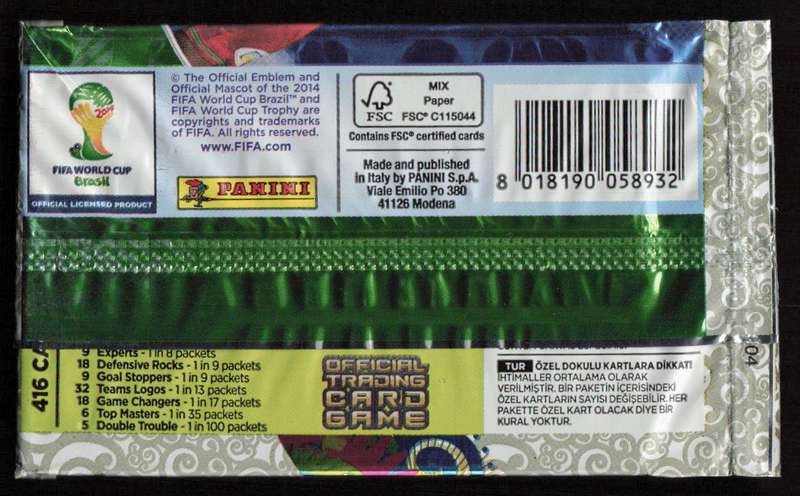 2014
FIFA WORLD CUP
Brasil
OFFICIAL LICENSED PRODUCT
© The Official Emblem and
Official Mascot of the 2014
FIFA World Cup Brazil™ and
FIFA World Cup Trophy are
copyrights and trademarks
of FIFA. All rights reserved.
www.FIFA.com
PANINI
FSC
MIX
Paper
FSC® C115044
Contains FSC® certified cards
Made and published
in Italy by PANINI S.p.A.
Viale Emilio Po 380
41126 Modena
8 018190 058932
416 CA
9 Experts - 1 in 8 packets
18 Defensive Rocks - 1 in 9 packets
9 Goal Stoppers - 1 in 9 packets
32 Teams Logos - 1 in 13 packets
18 Game Changers - 1 in 17 packets
6 Top Masters - 1 in 35 packets
5 Double Trouble - 1 in 100 packets
OFFICIAL
TRADING
CARD
GAME
TUR ÖZEL DOKULU KARTLARA DİKKAT!
İHTİMALLER ORTALAMA OLARAK
VERİLMİŞTİR. BİR PAKETİN İÇERİSİNDEKİ
ÖZEL KARTLARIN SAYISI DEĞİŞEBİLİR. HER
PAKETTE ÖZEL KART OLACAK DİYE BİR
KURAL YOKTUR.
04